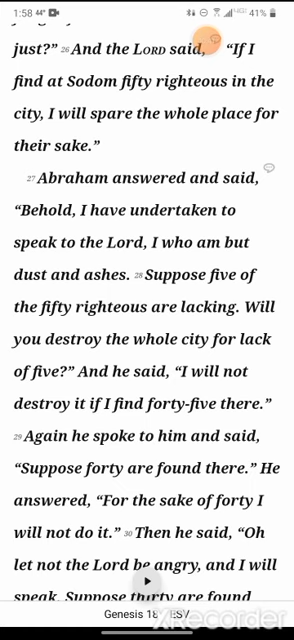 1:58 44° 41%
just?” 26 And the LORD said, “If I
find at Sodom fifty righteous in the
city, I will spare the whole place for
their sake.”
27 Abraham answered and said,
“Behold, I have undertaken to
speak to the Lord, I who am but
dust and ashes. 28 Suppose five of
the fifty righteous are lacking. Will
you destroy the whole city for lack
of five?” And he said, “I will not
destroy it if I find forty-five there.”
29 Again he spoke to him and said,
“Suppose forty are found there.” He
answered, “For the sake of forty I
will not do it.” 30 Then he said, “Oh
let not the Lord be angry, and I will
speak. Suppose thirty are found
Genesis 18 ESV
XRecorder